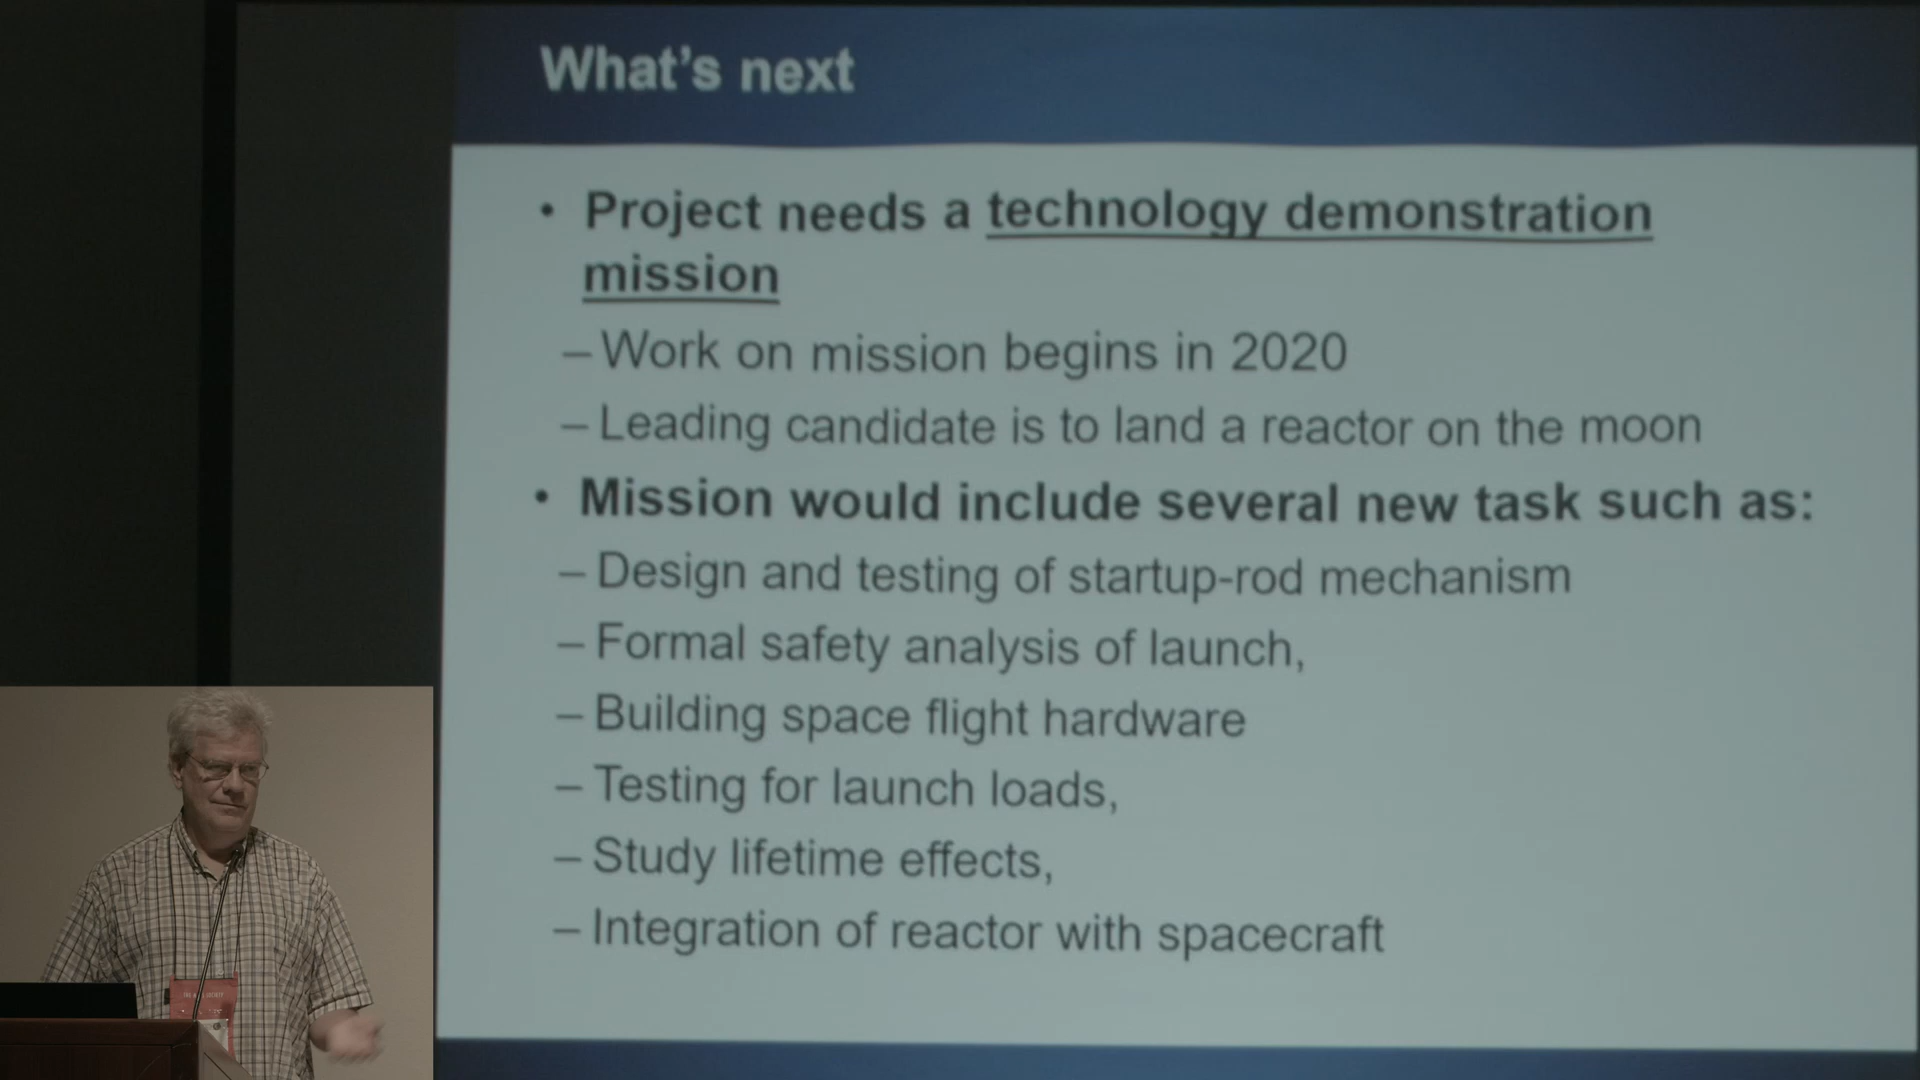 What's next
• Project needs a technology demonstration
mission
– Work on mission begins in 2020
– Leading candidate is to land a reactor on the moon
• Mission would include several new task such as:
– Design and testing of startup-rod mechanism
– Formal safety analysis of launch,
– Building space flight hardware
– Testing for launch loads,
– Study lifetime effects,
– Integration of reactor with spacecraft
THE MARS SOCIETY